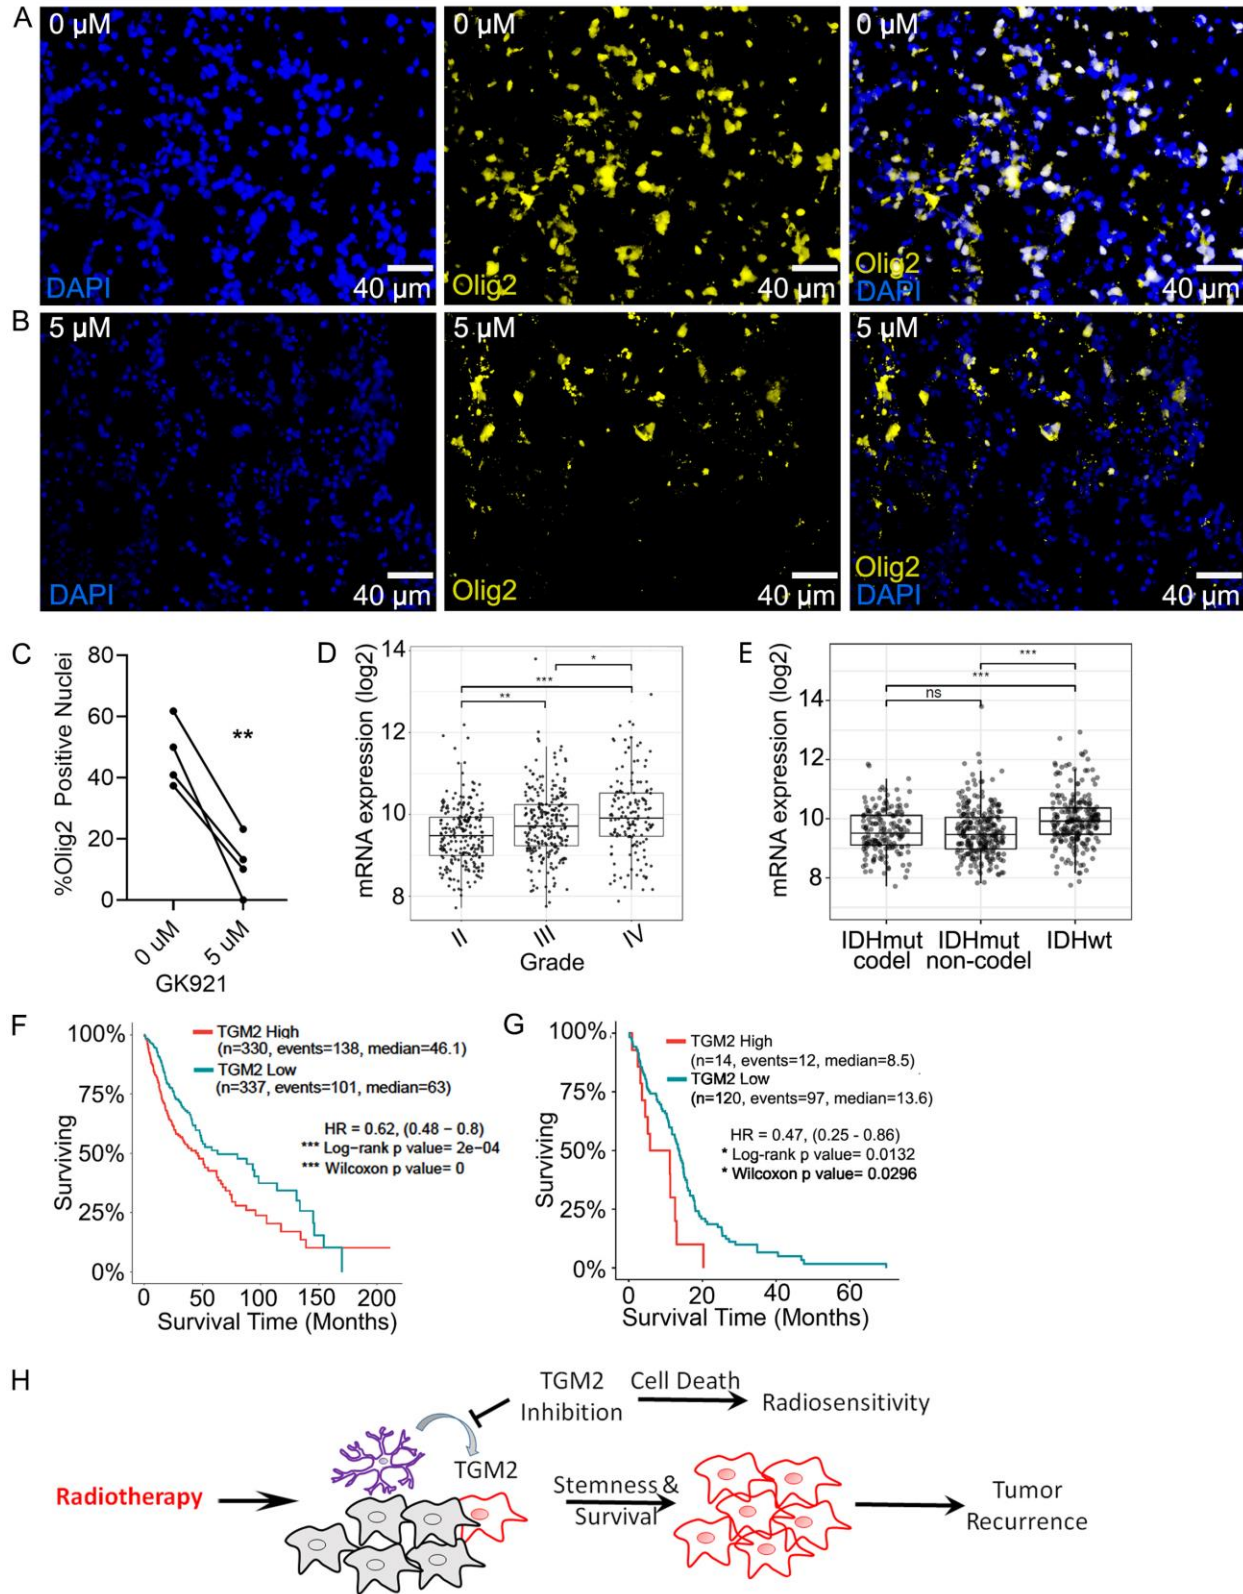 A
0 µM
DAPI
40 µm
0 µM
Olig2
40 µm
0 µM
Olig2
DAPI
40 µm
B
5 µM
DAPI
40 µm
5 µM
Olig2
40 µm
5 µM
Olig2
DAPI
40 µm
C
%Olig2 Positive Nuclei
80
60
40
20
0
**
0 uM
5 uM
GK921
D
mRNA expression (log2)
14
12
10
8
*
***
**
II
III
IV
Grade
E
mRNA expression (log2)
14
12
10
8
***
***
ns
IDHmut
codel
IDHmut
non-codel
IDHwt
F
Surviving
100%
75%
50%
25%
0%
TGM2 High
(n=330, events=138, median=46.1)
TGM2 Low
(n=337, events=101, median=63)
HR = 0.62, (0.48 – 0.8)
*** Log−rank p value= 2e−04
*** Wilcoxon p value= 0
0 50 100 150 200
Survival Time (Months)
G
Surviving
100%
75%
50%
25%
0%
TGM2 High
(n=14, events=12, median=8.5)
TGM2 Low
(n=120, events=97, median=13.6)
HR = 0.47, (0.25 - 0.86)
* Log-rank p value= 0.0132
* Wilcoxon p value= 0.0296
0 20 40 60
Survival Time (Months)
H
TGM2
Inhibition
Cell Death
Radiosensitivity
Radiotherapy
TGM2
Stemness &
Survival
Tumor
Recurrence